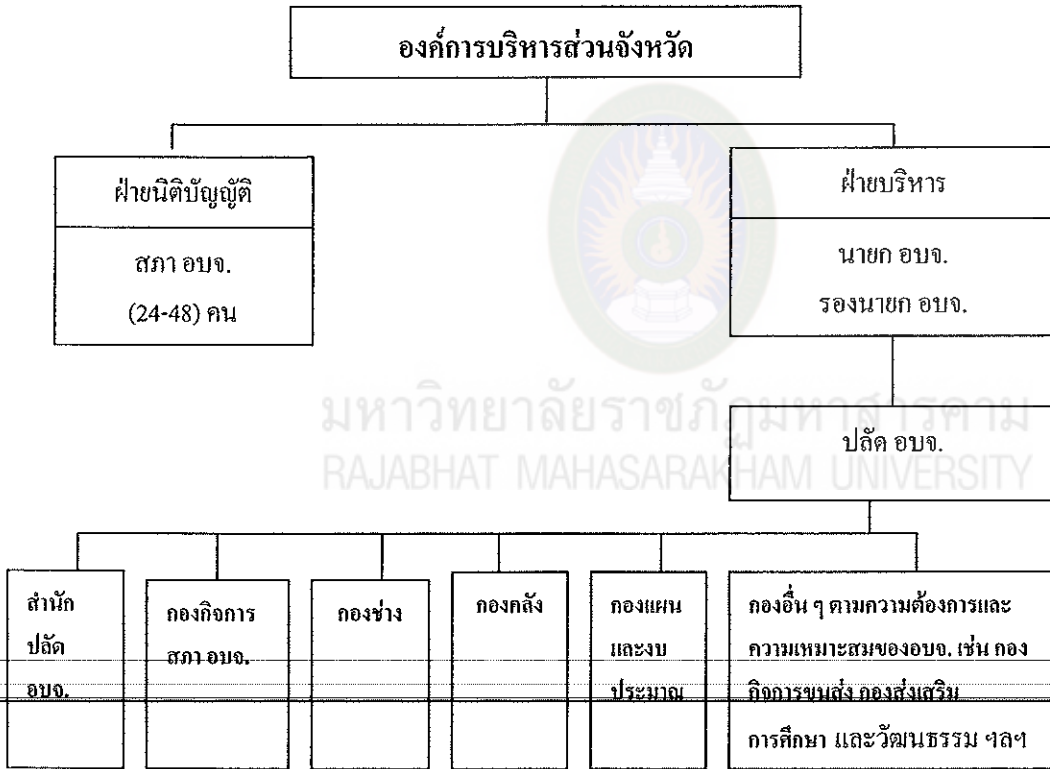 องค์การบริหารส่วนจังหวัด
ฝ่ายนิติบัญญัติ
สภา อบจ.
(24-48) คน
ฝ่ายบริหาร
นายก อบจ.
รองนายก อบจ.
มหาวิทยาลัยราชภัฏมหาสารคาม
RAJABHAT MAHASARAKHAM UNIVERSITY
ปลัด อบจ.
สำนัก
ปลัด
อบจ.
กองกิจการ
สภา อบจ.
กองช่าง
กองคลัง
กองแผน
และงบ
ประมาณ
กองอื่น ๆ ตามความต้องการและ
ความเหมาะสมของอบจ. เช่น กอง
กิจการขนส่ง กองส่งเสริม
การศึกษา และวัฒนธรรม ฯลฯ